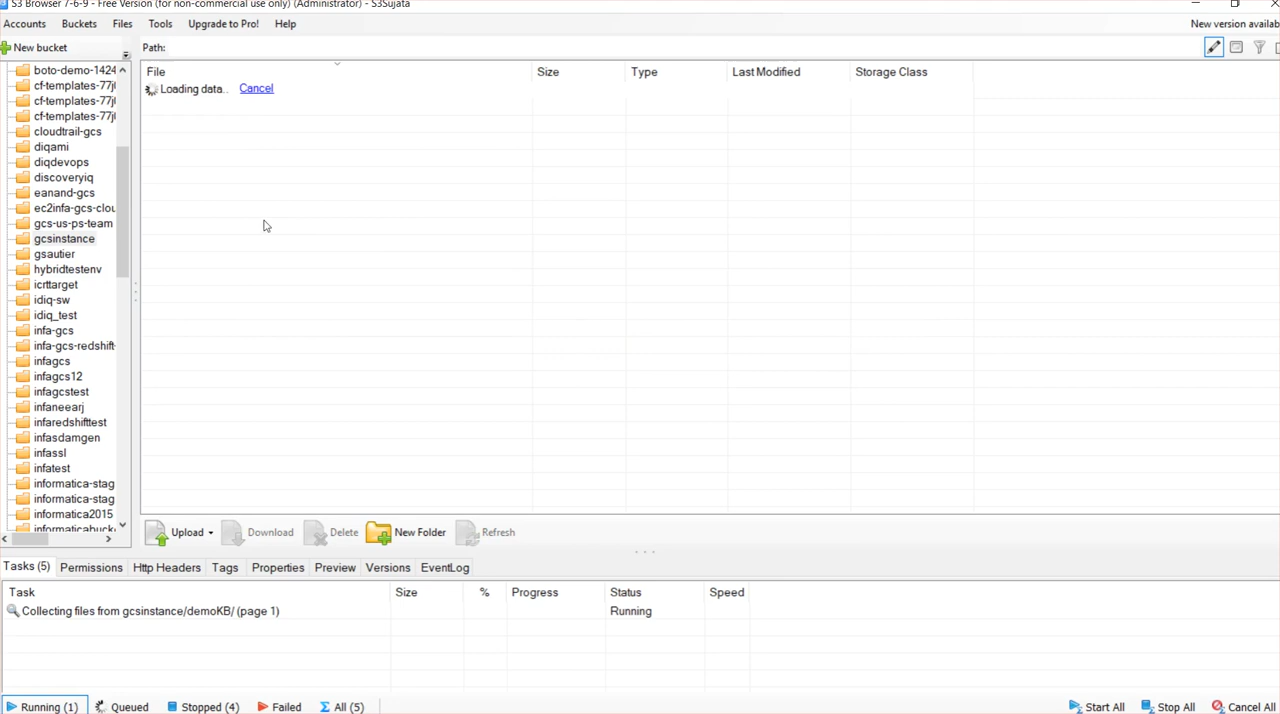 S3 Browser 7-6-9 - Free Version (for non-commercial use only) (Administrator) - S3Sujata
Accounts Buckets Files Tools Upgrade to Pro! Help New version availab
New bucket
Path:
File Size Type Last Modified Storage Class
Loading data.. Cancel
boto-demo-1424
cf-templates-77j
cf-templates-77j
cf-templates-77j
cloudtrail-gcs
diqami
diqdevops
discoveryiq
eanand-gcs
ec2infa-gcs-clou
gcs-us-ps-team
gcsinstance
gsautier
hybridtestenv
icrttarget
idiq-sw
idiq_test
infa-gcs
infa-gcs-redshift-
infagcs
infagcs12
infagcstest
infaneearj
infaredshifttest
infasdamgen
infassl
infatest
informatica-stag
informatica-stag
informatica2015
informaticabuck
Upload Download Delete New Folder Refresh
Tasks (5) Permissions Http Headers Tags Properties Preview Versions EventLog
Task Size % Progress Status Speed
Collecting files from gcsinstance/demoKB/ (page 1) Running
Running (1) Queued Stopped (4) Failed All (5) Start All Stop All Cancel All